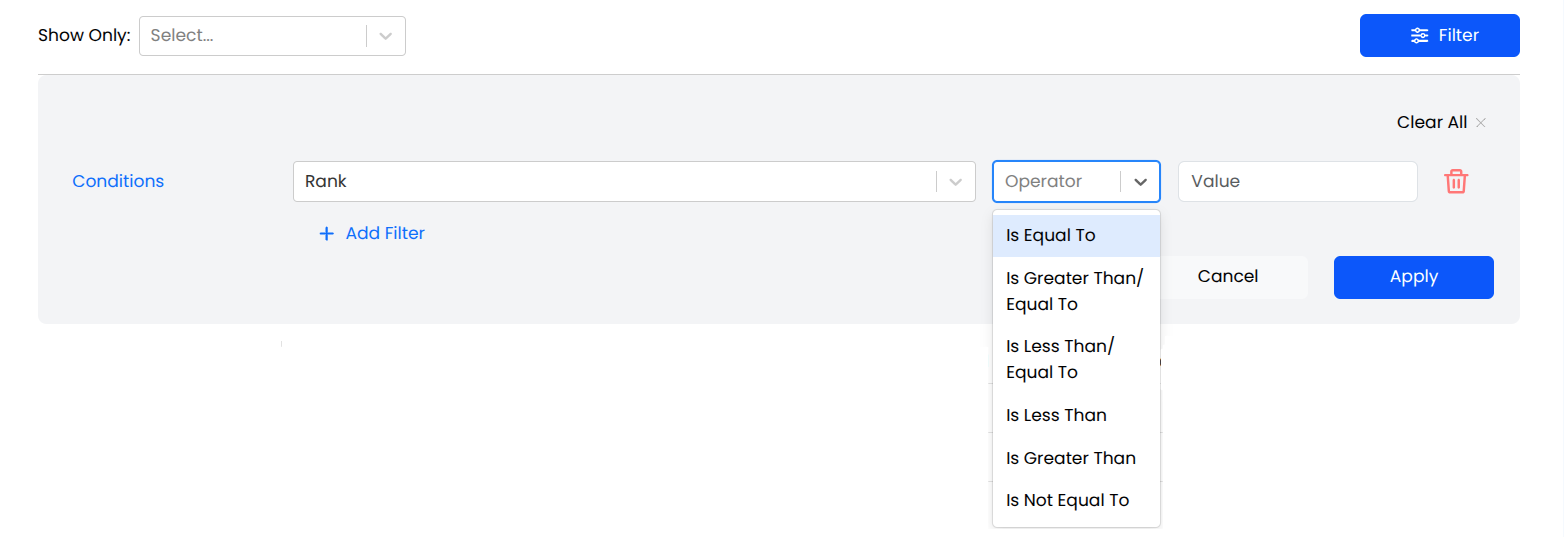 Show Only:
Select...
Filter
Clear All
Conditions
Rank
Operator
Value
Add Filter
Is Equal To
Is Greater Than/
Equal To
Is Less Than/
Equal To
Is Less Than
Is Greater Than
Is Not Equal To
Cancel
Apply